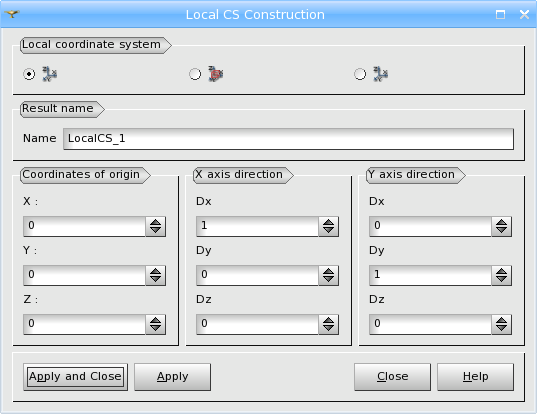 Local CS Construction
Local coordinate system
Result name
Name LocalCS_1
Coordinates of origin
X :
0
Y :
0
Z :
0
X axis direction
Dx
1
Dy
0
Dz
0
Y axis direction
Dx
0
Dy
1
Dz
0
Apply and Close
Apply
Close
Help